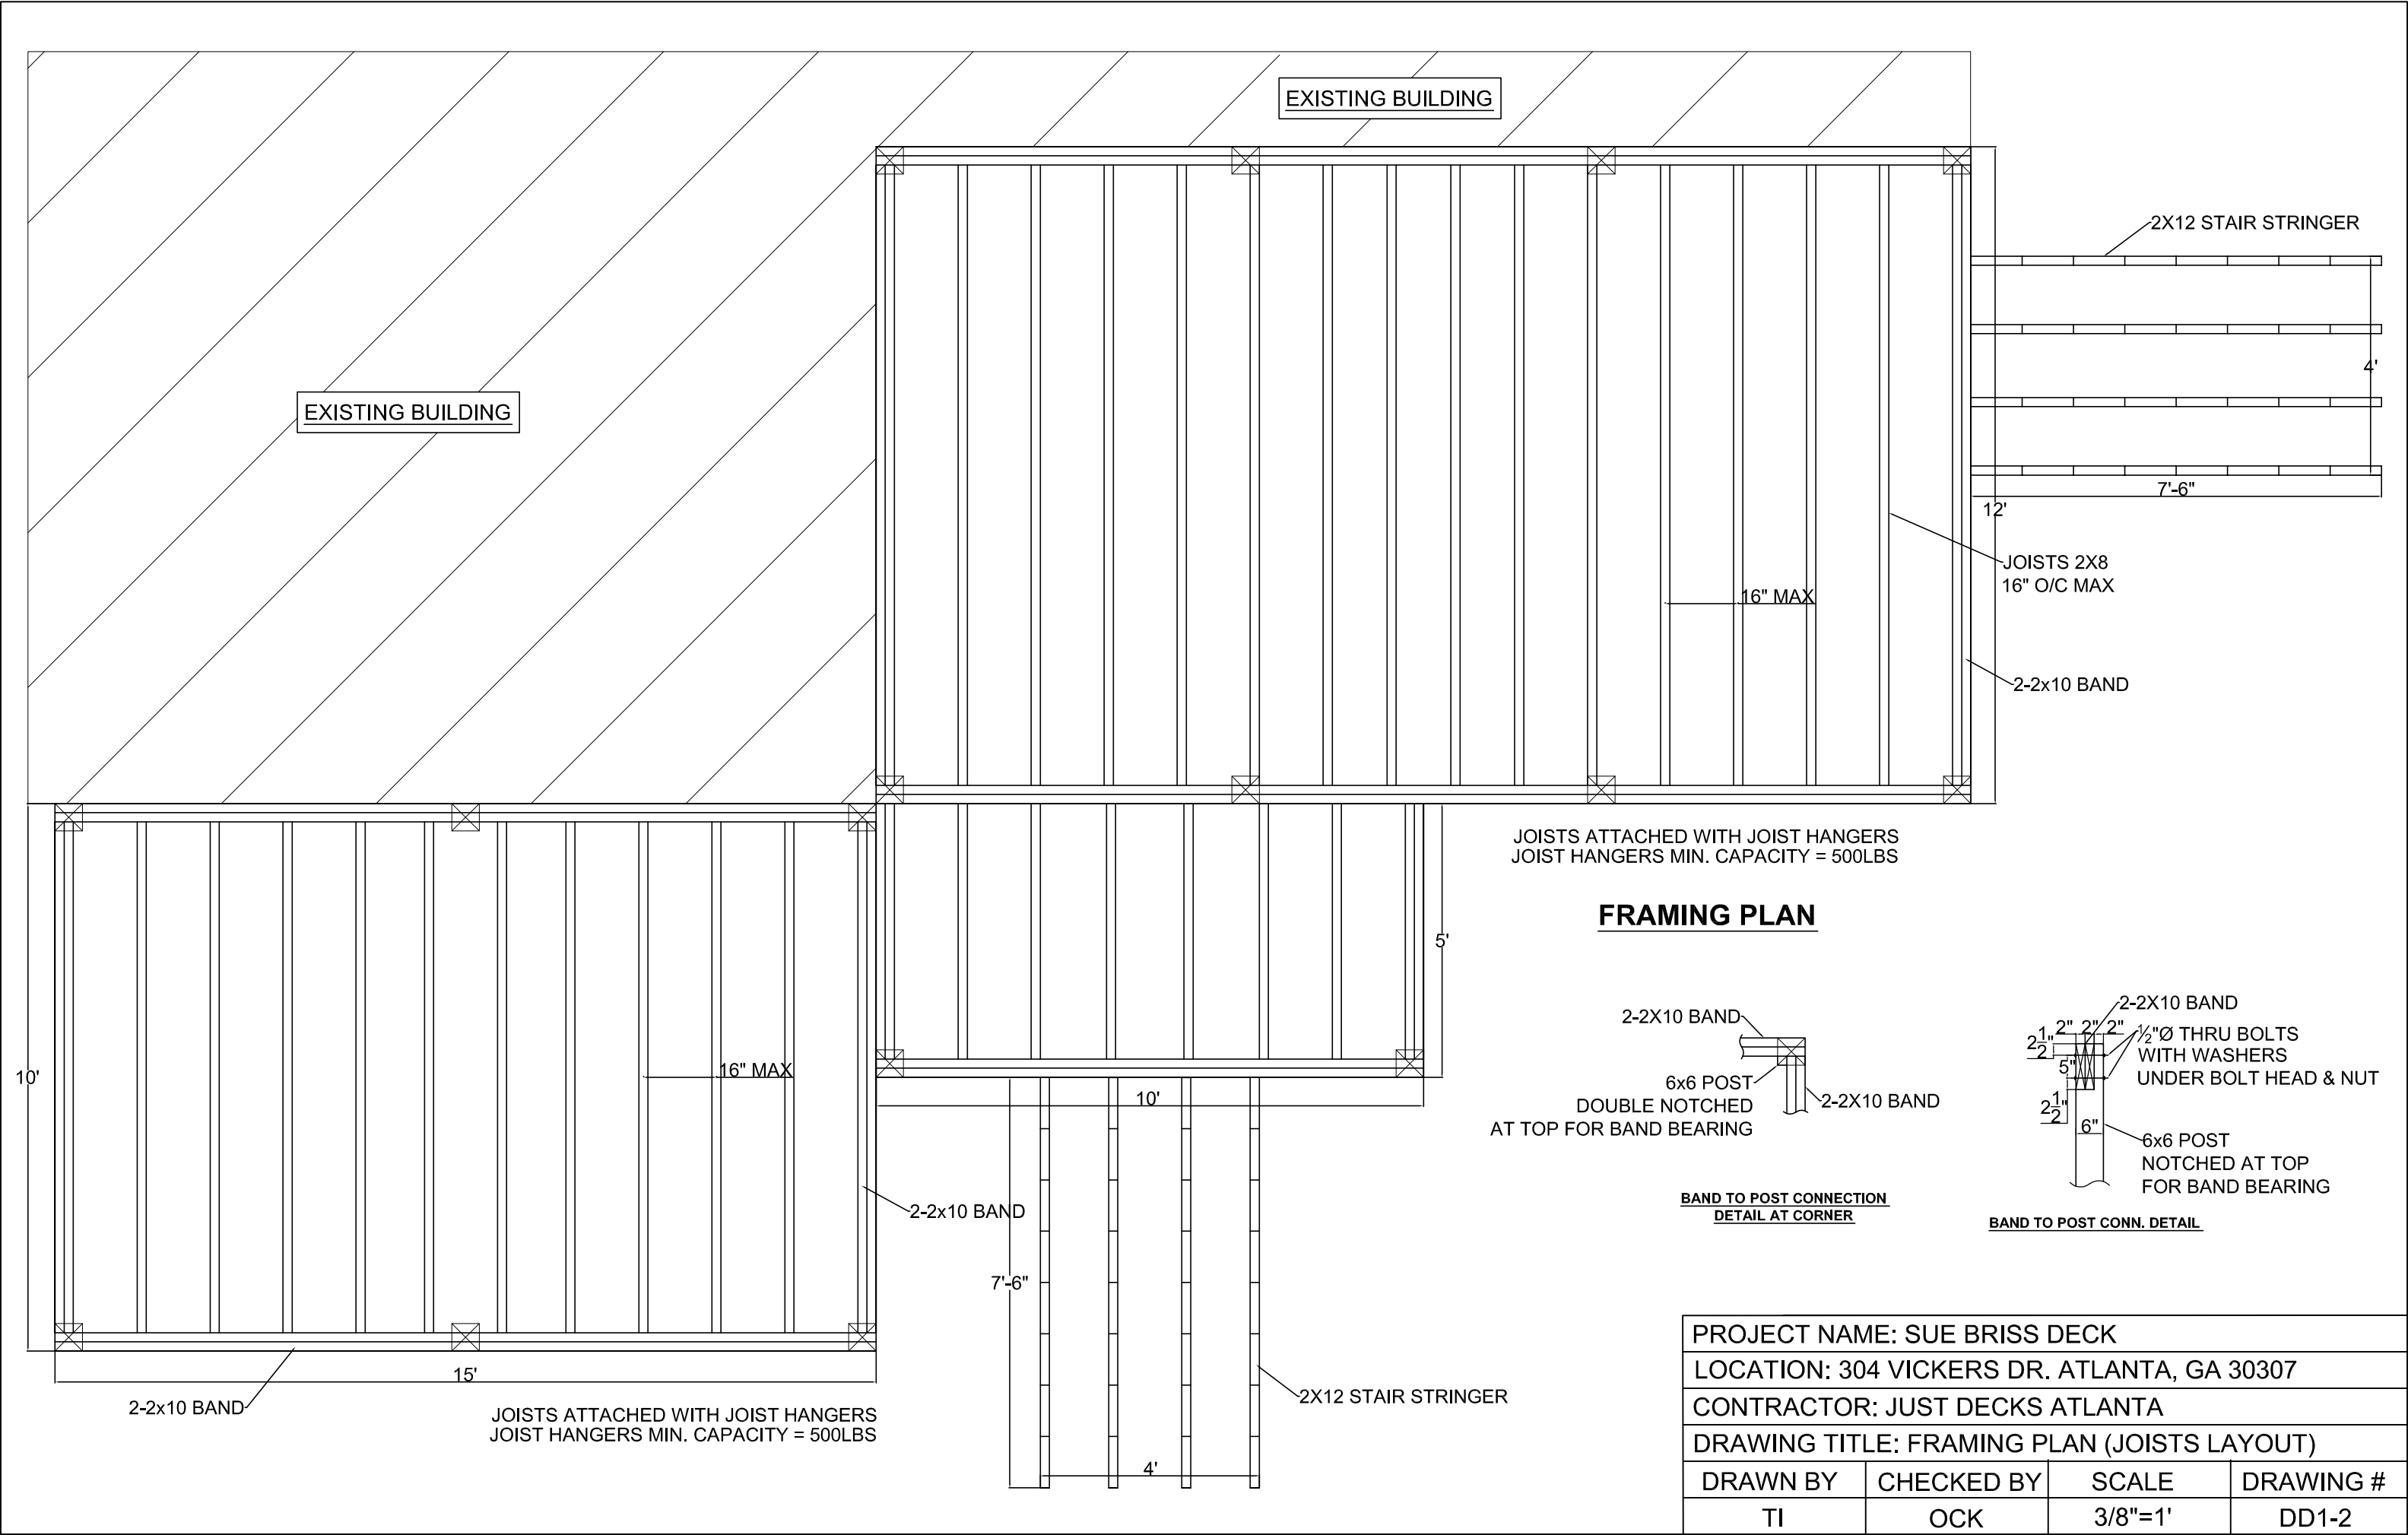 EXISTING BUILDING
2X12 STAIR STRINGER
4'
EXISTING BUILDING
7'-6"
12'
JOISTS 2X8
16" O/C MAX
16" MAX
2-2x10 BAND
JOISTS ATTACHED WITH JOIST HANGERS
JOIST HANGERS MIN. CAPACITY = 500LBS
FRAMING PLAN
5'
10'
16" MAX
10'
2-2x10 BAND
7'-6"
15'
2-2x10 BAND
JOISTS ATTACHED WITH JOIST HANGERS
JOIST HANGERS MIN. CAPACITY = 500LBS
2X12 STAIR STRINGER
4'
2-2X10 BAND
6x6 POST
DOUBLE NOTCHED
AT TOP FOR BAND BEARING
2-2X10 BAND
BAND TO POST CONNECTION
DETAIL AT CORNER
2-2X10 BAND
2" 2" 2"
½"Ø THRU BOLTS
WITH WASHERS
UNDER BOLT HEAD & NUT
2½"
5"
2½"
6"
6x6 POST
NOTCHED AT TOP
FOR BAND BEARING
BAND TO POST CONN. DETAIL
PROJECT NAME: SUE BRISS DECK
LOCATION: 304 VICKERS DR. ATLANTA, GA 30307
CONTRACTOR: JUST DECKS ATLANTA
DRAWING TITLE: FRAMING PLAN (JOISTS LAYOUT)
DRAWN BY CHECKED BY SCALE DRAWING #
TI OCK 3/8"=1' DD1-2